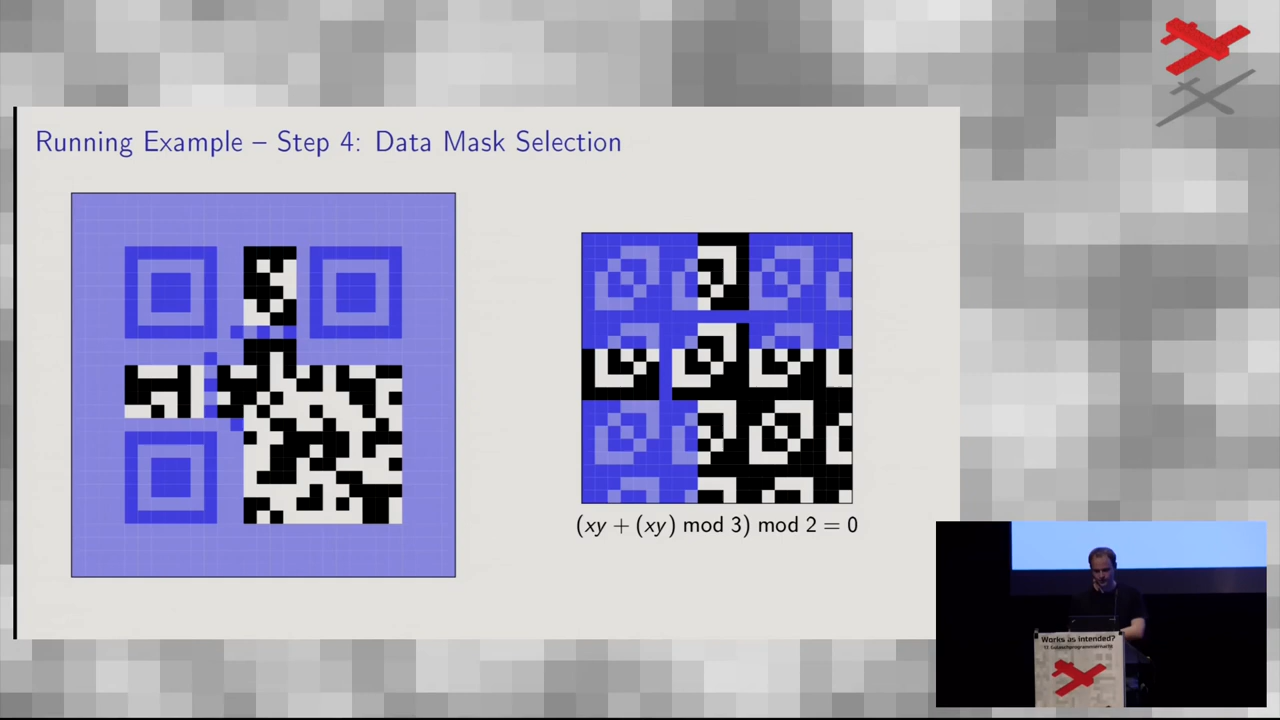 Running Example – Step 4: Data Mask Selection
(xy + (xy) mod 3) mod 2 = 0
Works as intended?